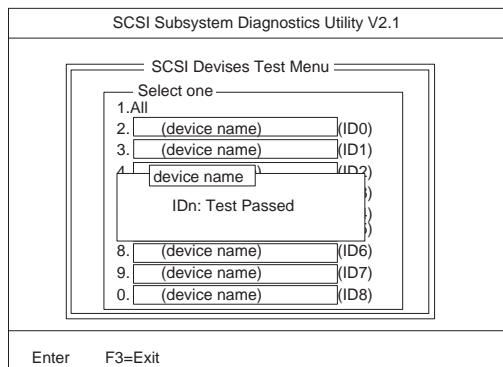 SCSI Subsystem Diagnostics Utility V2.1
SCSI Devises Test Menu
Select one
1.All
2. (device name) (ID0)
3. (device name) (ID1)
4. (ID2)
device name
IDn: Test Passed
8. (device name) (ID6)
9. (device name) (ID7)
0. (device name) (ID8)
Enter F3=Exit